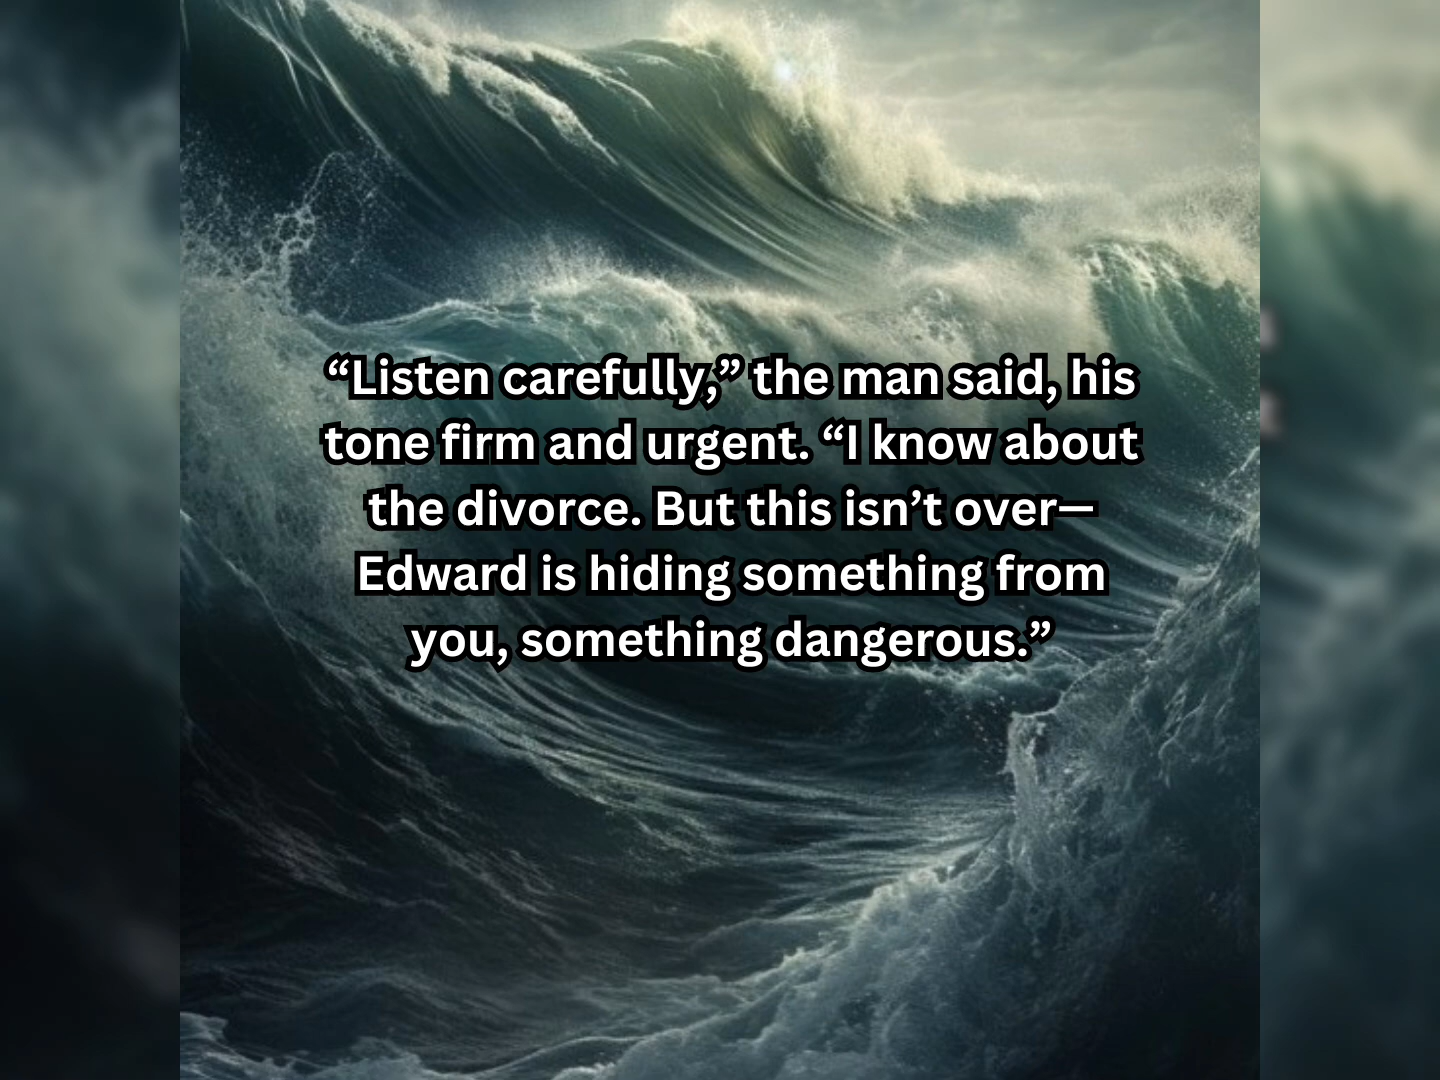 “Listen carefully,” the man said, his
tone firm and urgent. “I know about
the divorce. But this isn’t over—
Edward is hiding something from
you, something dangerous.”